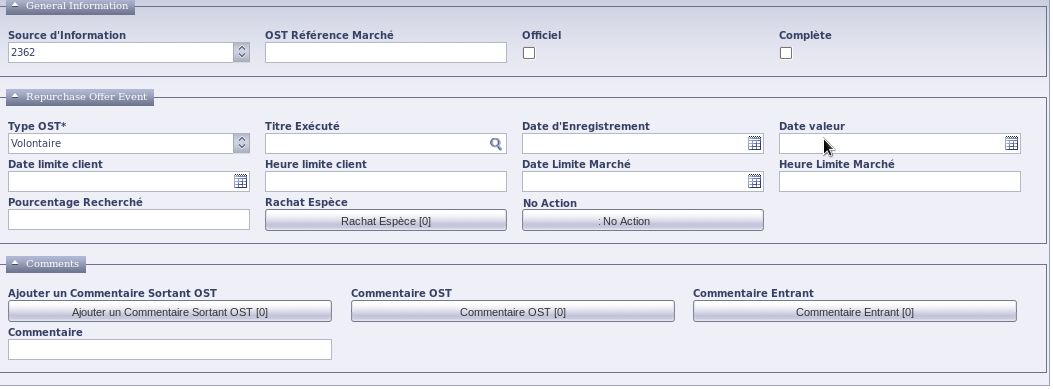 General Information
Source d'Information OST Référence Marché Officiel Complète
2362
Repurchase Offer Event
Type OST* Titre Exécuté Date d'Enregistrement Date valeur
Volontaire
Date limite client Heure limite client Date Limite Marché Heure Limite Marché
Pourcentage Recherché Rachat Espèce No Action
Rachat Espèce [0] : No Action
Comments
Ajouter un Commentaire Sortant OST Commentaire OST Commentaire Entrant
Ajouter un Commentaire Sortant OST [0] Commentaire OST [0] Commentaire Entrant [0]
Commentaire